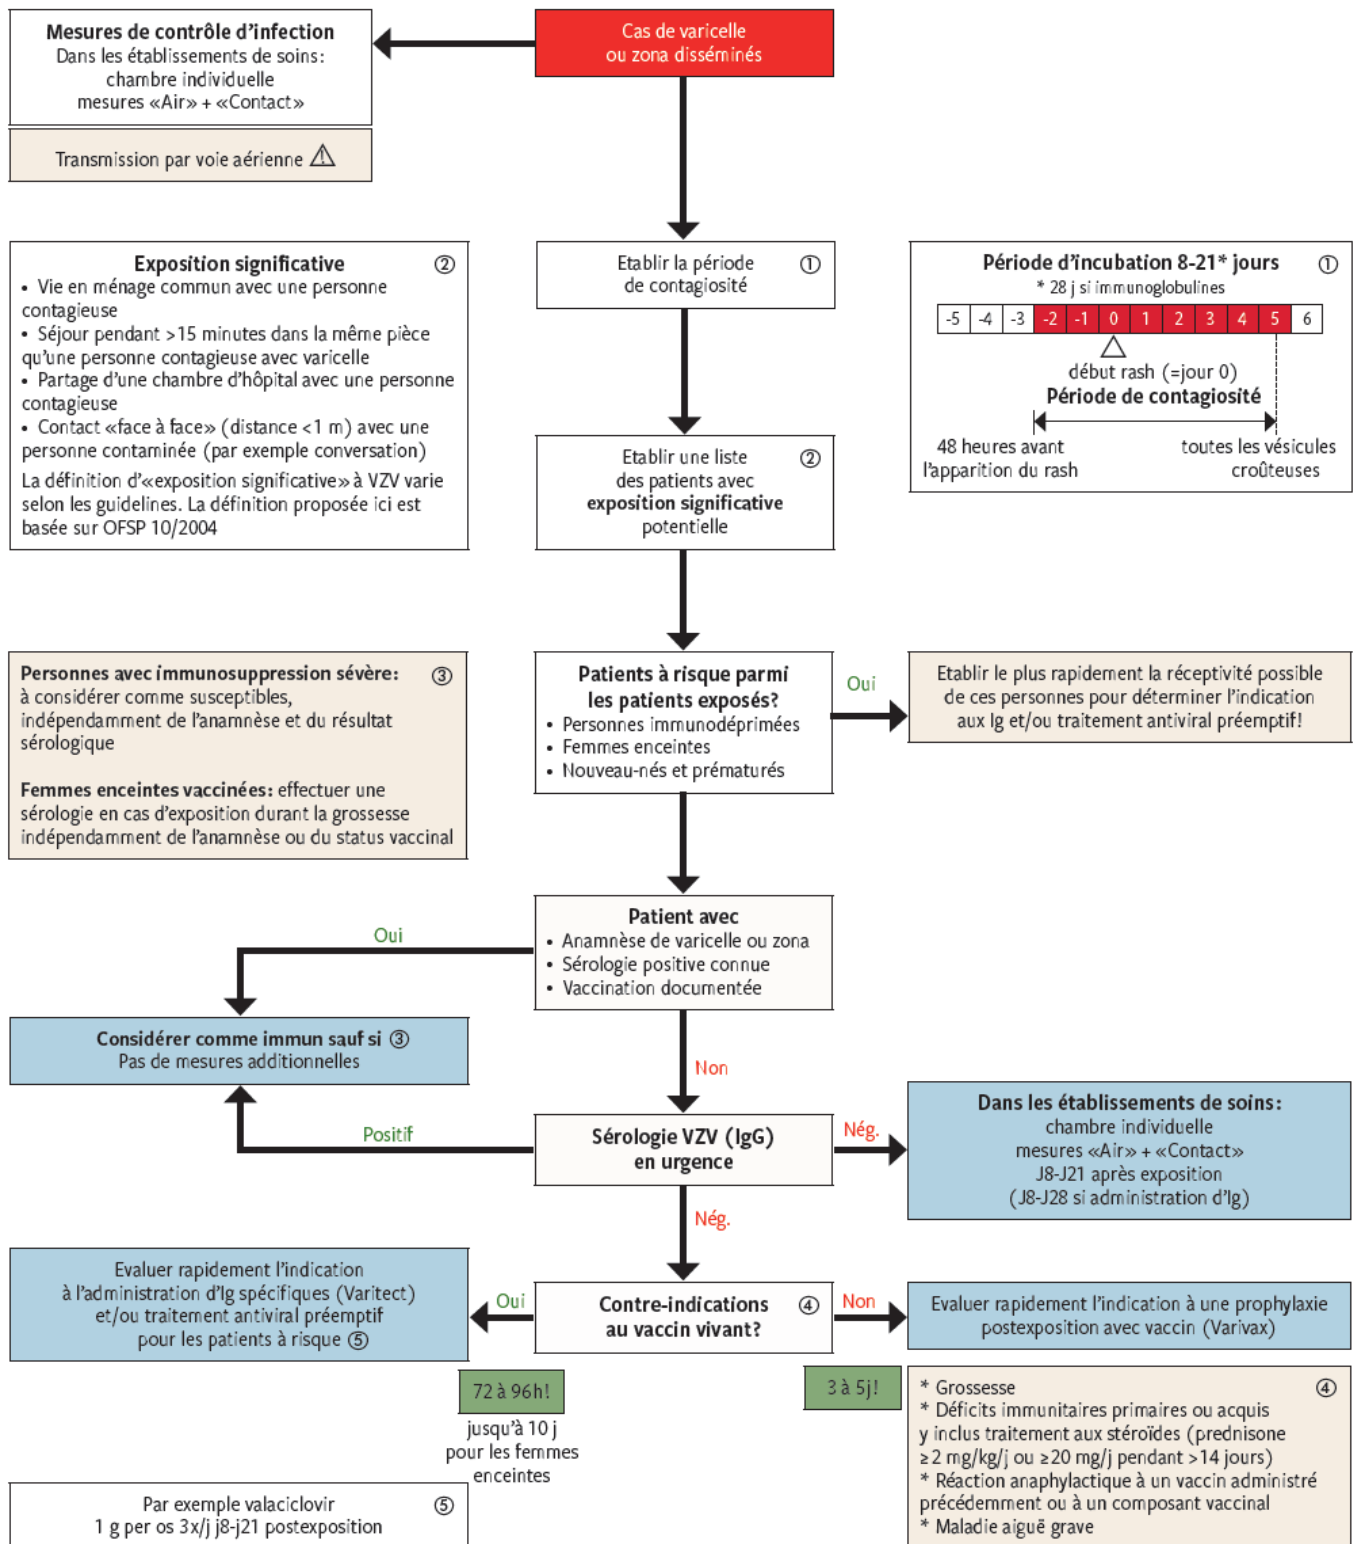 Mesures de contrôle d'infection
Dans les établissements de soins:
chambre individuelle
mesures «Air» + «Contact»
Transmission par voie aérienne
Cas de varicelle
ou zona disséminés
Exposition significative ②
• Vie en ménage commun avec une personne
contagieuse
• Séjour pendant >15 minutes dans la même pièce
qu'une personne contagieuse avec varicelle
• Partage d'une chambre d'hôpital avec une personne
contagieuse
• Contact «face à face» (distance <1 m) avec une
personne contaminée (par exemple conversation)
La définition d'«exposition significative» à VZV varie
selon les guidelines. La définition proposée ici est
basée sur OFSP 10/2004
Etablir la période ①
de contagiosité
Période d'incubation 8-21* jours ①
* 28 j si immunoglobulines
-5 -4 -3 -2 -1 0 1 2 3 4 5 6
début rash (=jour 0)
Période de contagiosité
48 heures avant
l'apparition du rash
toutes les vésicules
croûteuses
Etablir une liste ②
des patients avec
exposition significative
potentielle
Personnes avec immunosuppression sévère: ③
à considérer comme susceptibles,
indépendamment de l'anamnèse et du résultat
sérologique
Femmes enceintes vaccinées: effectuer une
sérologie en cas d'exposition durant la grossesse
indépendamment de l'anamnèse ou du status vaccinal
Patients à risque parmi
les patients exposés?
• Personnes immunodéprimées
• Femmes enceintes
• Nouveau-nés et prématurés
Oui
Etablir le plus rapidement la réceptivité possible
de ces personnes pour déterminer l'indication
aux Ig et/ou traitement antiviral préemptif!
Patient avec
• Anamnèse de varicelle ou zona
• Sérologie positive connue
• Vaccination documentée
Oui
Considérer comme immun sauf si ③
Pas de mesures additionnelles
Non
Positif
Sérologie VZV (IgG)
en urgence
Nég.
Dans les établissements de soins:
chambre individuelle
mesures «Air» + «Contact»
J8-J21 après exposition
(J8-J28 si administration d'Ig)
Nég.
Evaluer rapidement l'indication
à l'administration d'Ig spécifiques (Varitect)
et/ou traitement antiviral préemptif
pour les patients à risque ⑤
Oui
Contre-indications ④
au vaccin vivant?
Non
Evaluer rapidement l'indication à une prophylaxie
postexposition avec vaccin (Varivax)
72 à 96h!
jusqu'à 10 j
pour les femmes
enceintes
3 à 5j!
* Grossesse ④
* Déficits immunitaires primaires ou acquis
y inclus traitement aux stéroïdes (prednisone
≥2 mg/kg/j ou ≥20 mg/j pendant >14 jours)
* Réaction anaphylactique à un vaccin administré
précédemment ou à un composant vaccinal
* Maladie aiguë grave
Par exemple valaciclovir ⑤
1 g per os 3x/j j8-j21 postexposition